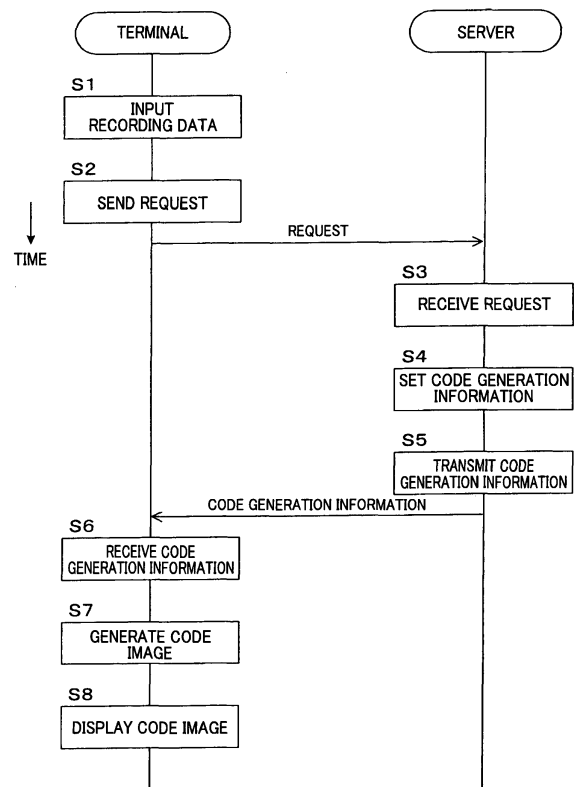 TERMINAL
SERVER
S1
INPUT
RECORDING DATA
S2
SEND REQUEST
TIME
REQUEST
S3
RECEIVE REQUEST
S4
SET CODE GENERATION
INFORMATION
S5
TRANSMIT CODE
GENERATION INFORMATION
CODE GENERATION INFORMATION
S6
RECEIVE CODE
GENERATION INFORMATION
S7
GENERATE CODE
IMAGE
S8
DISPLAY CODE IMAGE